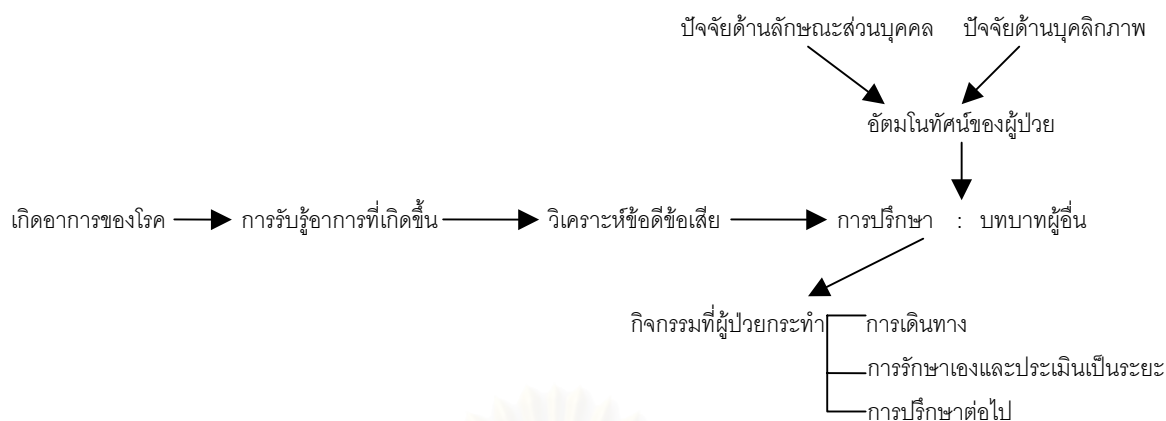 ปัจจัยด้านลักษณะส่วนบุคคล ปัจจัยด้านบุคลิกภาพ
อัตมโนทัศน์ของผู้ป่วย
เกิดอาการของโรค การรับรู้อาการที่เกิดขึ้น วิเคราะห์ข้อดีข้อเสีย การปรึกษา : บทบาทผู้อื่น
กิจกรรมที่ผู้ป่วยกระทำ การเดินทาง
การรักษาเองและประเมินเป็นระยะ
การปรึกษาต่อไป